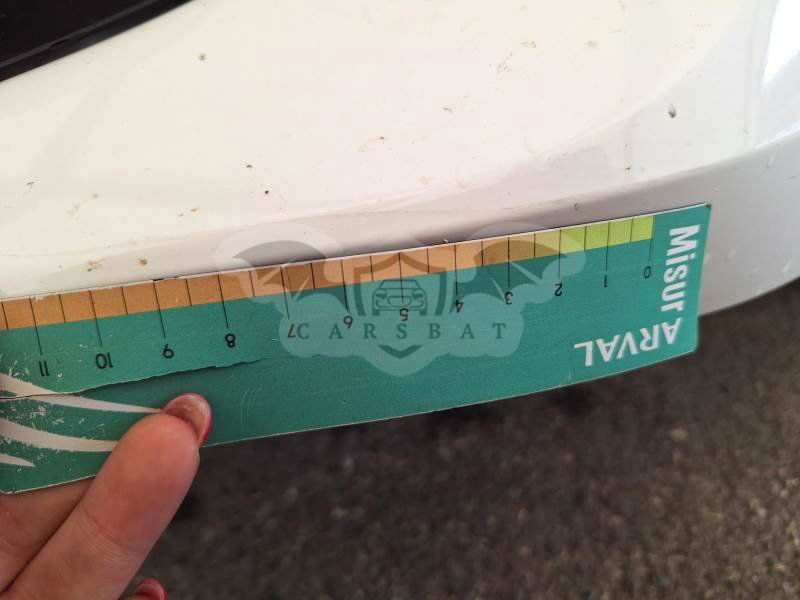 Misur
ARVAL
0 1 2 3 4 5 6 7 8 9 10 11
CARSBAT